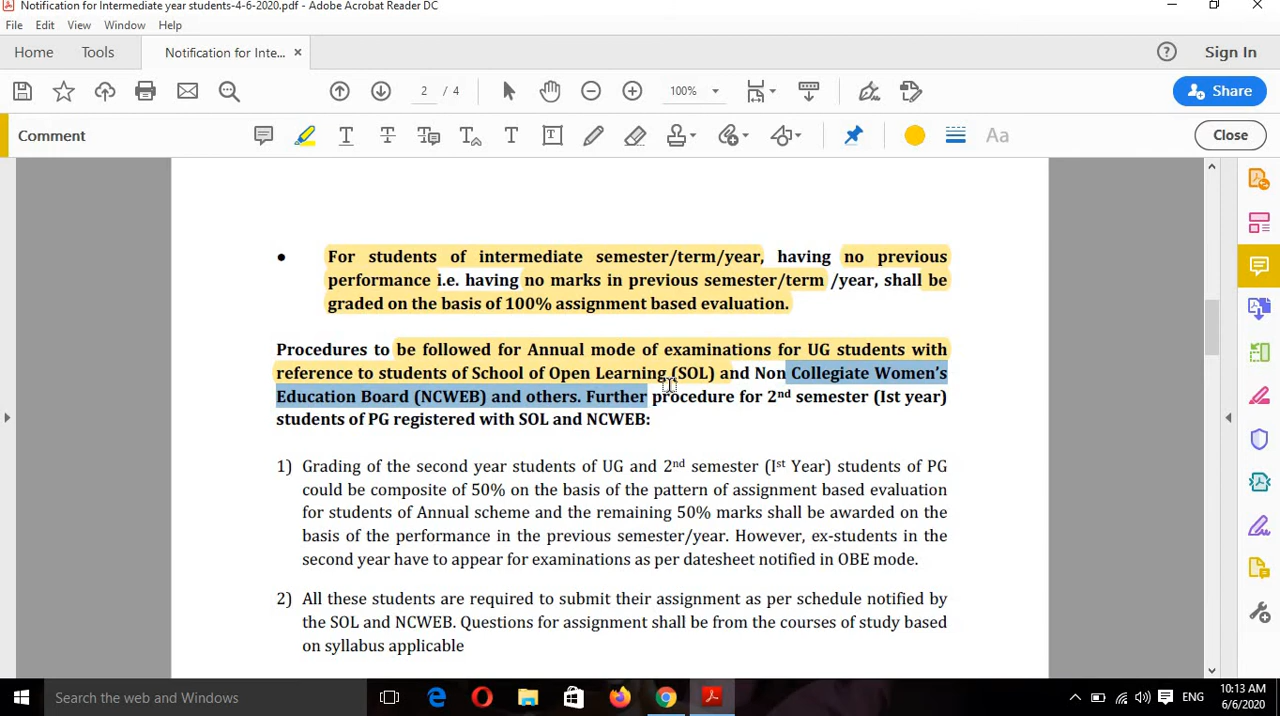 Notification for Intermediate year students-4-6-2020.pdf - Adobe Acrobat Reader DC
File Edit View Window Help
Home Tools Notification for Inte... × Sign In
2 / 4 100% Share
Comment Aa Close
• For students of intermediate semester/term/year, having no previous
performance i.e. having no marks in previous semester/term /year, shall be
graded on the basis of 100% assignment based evaluation.
Procedures to be followed for Annual mode of examinations for UG students with
reference to students of School of Open Learning (SOL) and Non Collegiate Women's
Education Board (NCWEB) and others. Further procedure for 2nd semester (Ist year)
students of PG registered with SOL and NCWEB:
1) Grading of the second year students of UG and 2nd semester (Ist Year) students of PG
could be composite of 50% on the basis of the pattern of assignment based evaluation
for students of Annual scheme and the remaining 50% marks shall be awarded on the
basis of the performance in the previous semester/year. However, ex-students in the
second year have to appear for examinations as per datesheet notified in OBE mode.
2) All these students are required to submit their assignment as per schedule notified by
the SOL and NCWEB. Questions for assignment shall be from the courses of study based
on syllabus applicable
Search the web and Windows ENG 10:13 AM
6/6/2020